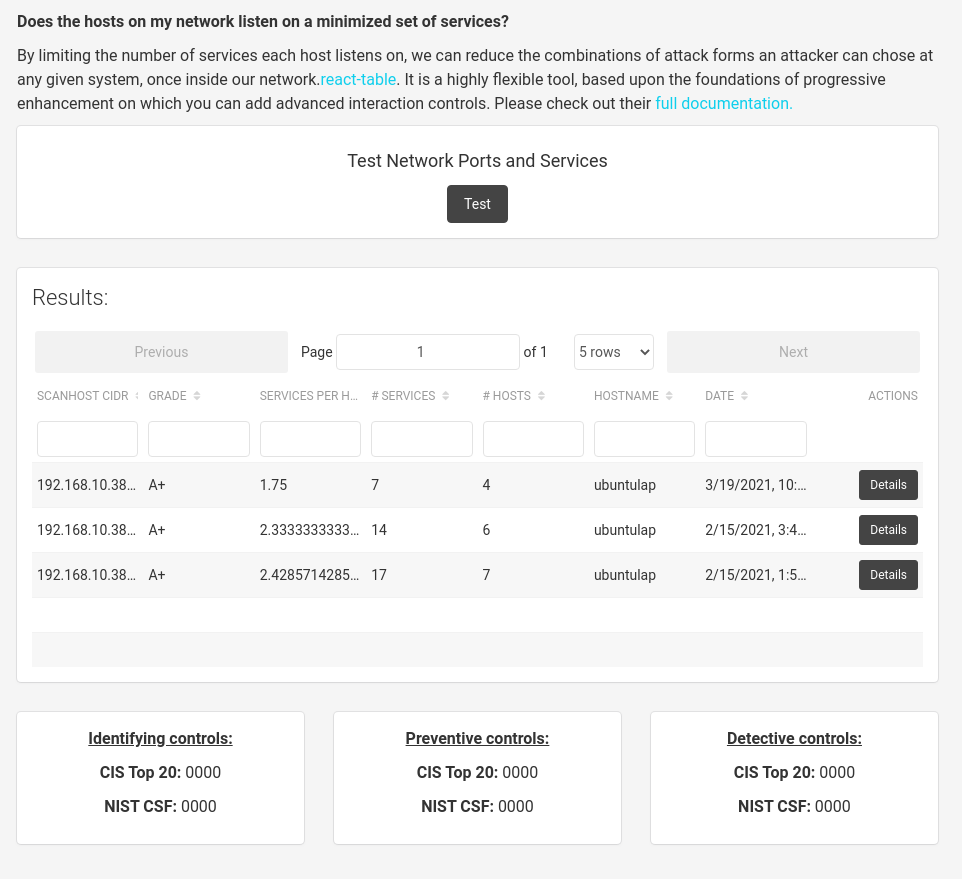 Does the hosts on my network listen on a minimized set of services?
By limiting the number of services each host listens on, we can reduce the combinations of attack forms an attacker can chose at
any given system, once inside our network.react-table. It is a highly flexible tool, based upon the foundations of progressive
enhancement on which you can add advanced interaction controls. Please check out their full documentation.
Test Network Ports and Services
Test
Results:
Previous Page 1 of 1 5 rows Next
SCANHOST CIDR GRADE SERVICES PER H... # SERVICES # HOSTS HOSTNAME DATE ACTIONS
192.168.10.38... A+ 1.75 7 4 ubuntulap 3/19/2021, 10:... Details
192.168.10.38... A+ 2.3333333333... 14 6 ubuntulap 2/15/2021, 3:4... Details
192.168.10.38... A+ 2.4285714285... 17 7 ubuntulap 2/15/2021, 1:5... Details
Identifying controls:
CIS Top 20: 0000
NIST CSF: 0000
Preventive controls:
CIS Top 20: 0000
NIST CSF: 0000
Detective controls:
CIS Top 20: 0000
NIST CSF: 0000